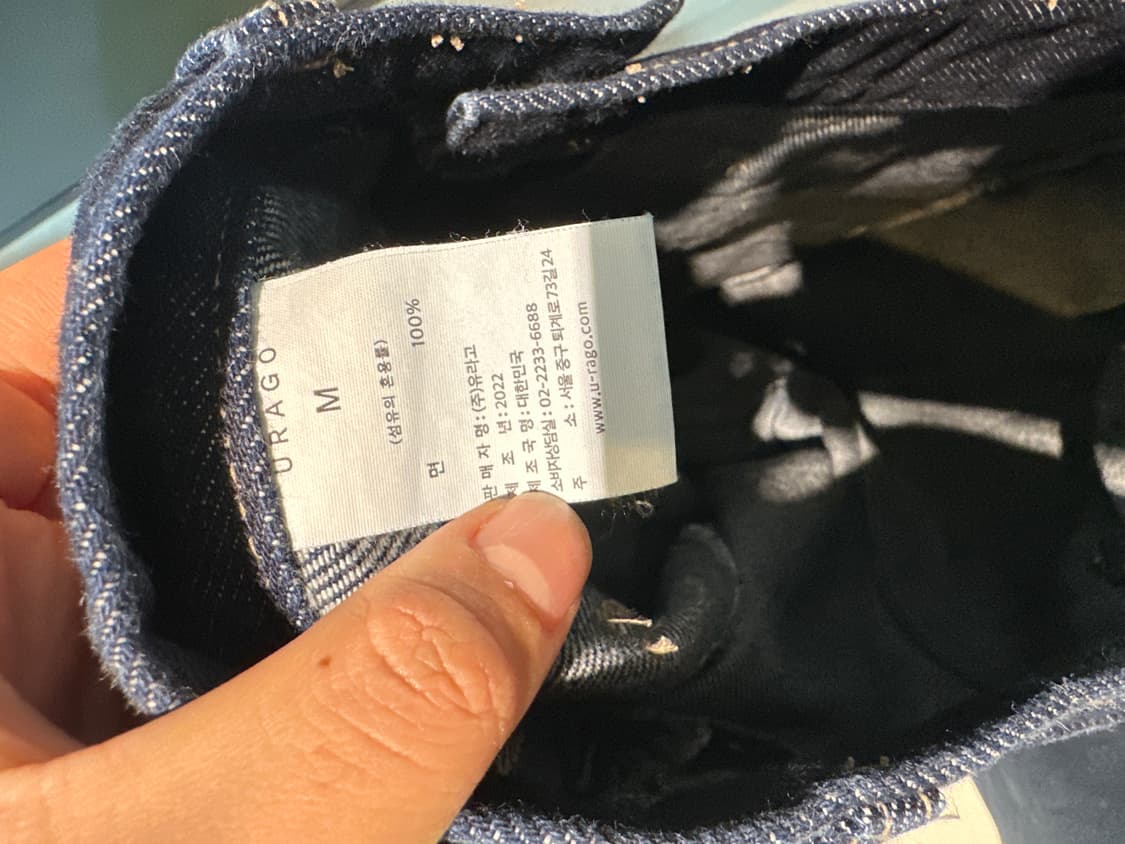 URAGO
M
(섬유의 혼용률)
면 100%
판 매 자 명 : (주)유라고
제 조 년 : 2022
제 조 국 명 : 대한민국
소비자상담실 : 02-2233-6688
주 소 : 서울 중구 퇴계로73길 24
www.u-rago.com